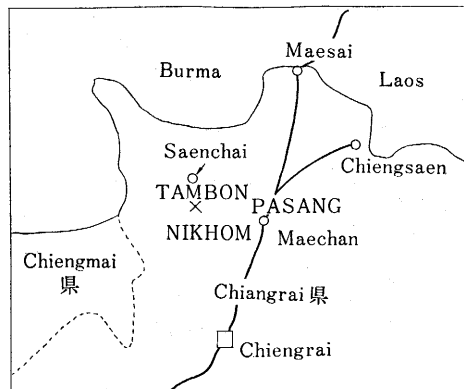 Maesai
Burma
Laos
Saenchai
Chiengsaen
TAMBON
PASANG
NIKHOM
Maechan
Chiengmai
県
Chiangrai 県
Chiengrai